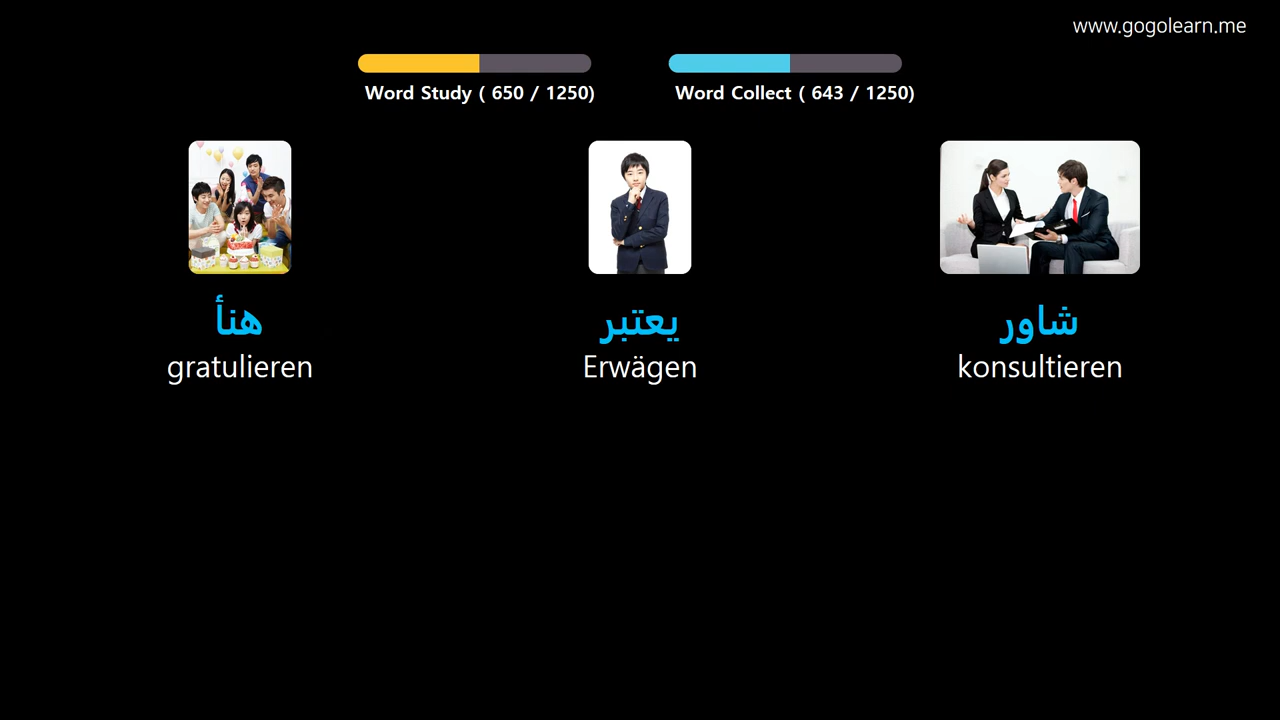 www.gogolearn.me
Word Study ( 650 / 1250)
Word Collect ( 643 / 1250)
هنأ
gratulieren
يعتبر
Erwägen
شاور
konsultieren